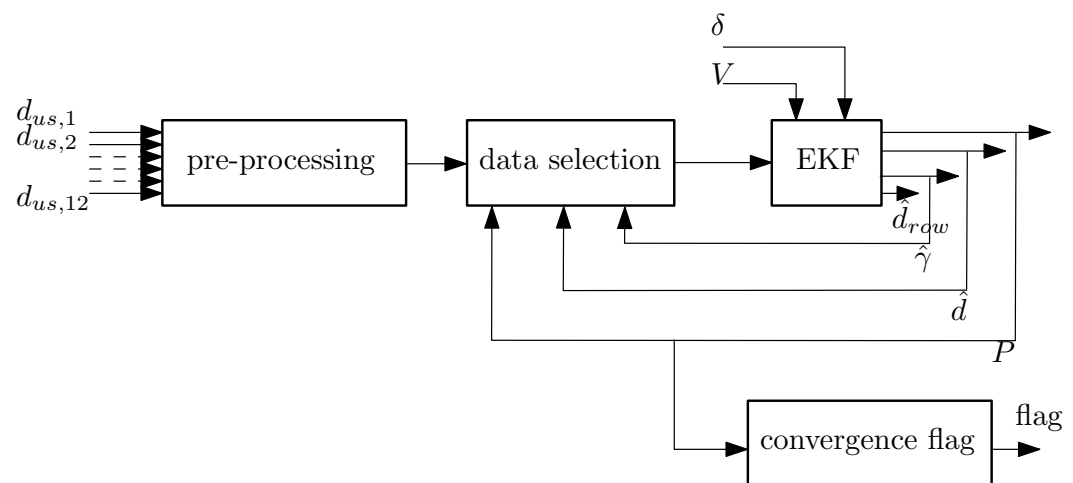 δ
V
d_{us,1}
d_{us,2}
d_{us,12}
pre-processing
data selection
EKF
\hat{d}_{row}
\hat{γ}
\hat{d}
P
convergence flag
flag